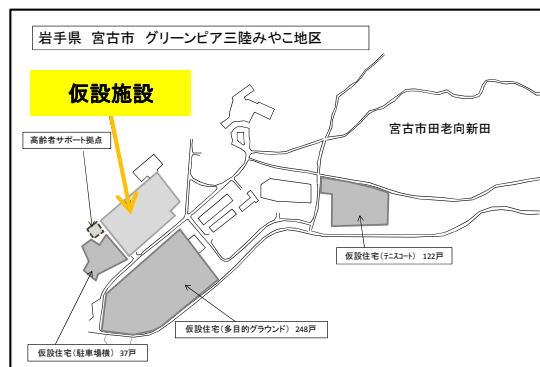 岩手県 宮古市 グリーンピア三陸みやこ地区
仮設施設
高齢者サポート拠点
宮古市田老向新田
仮設住宅(テニスコート) 122戸
仮設住宅(多目的グラウンド) 248戸
仮設住宅(駐車場横) 37戸